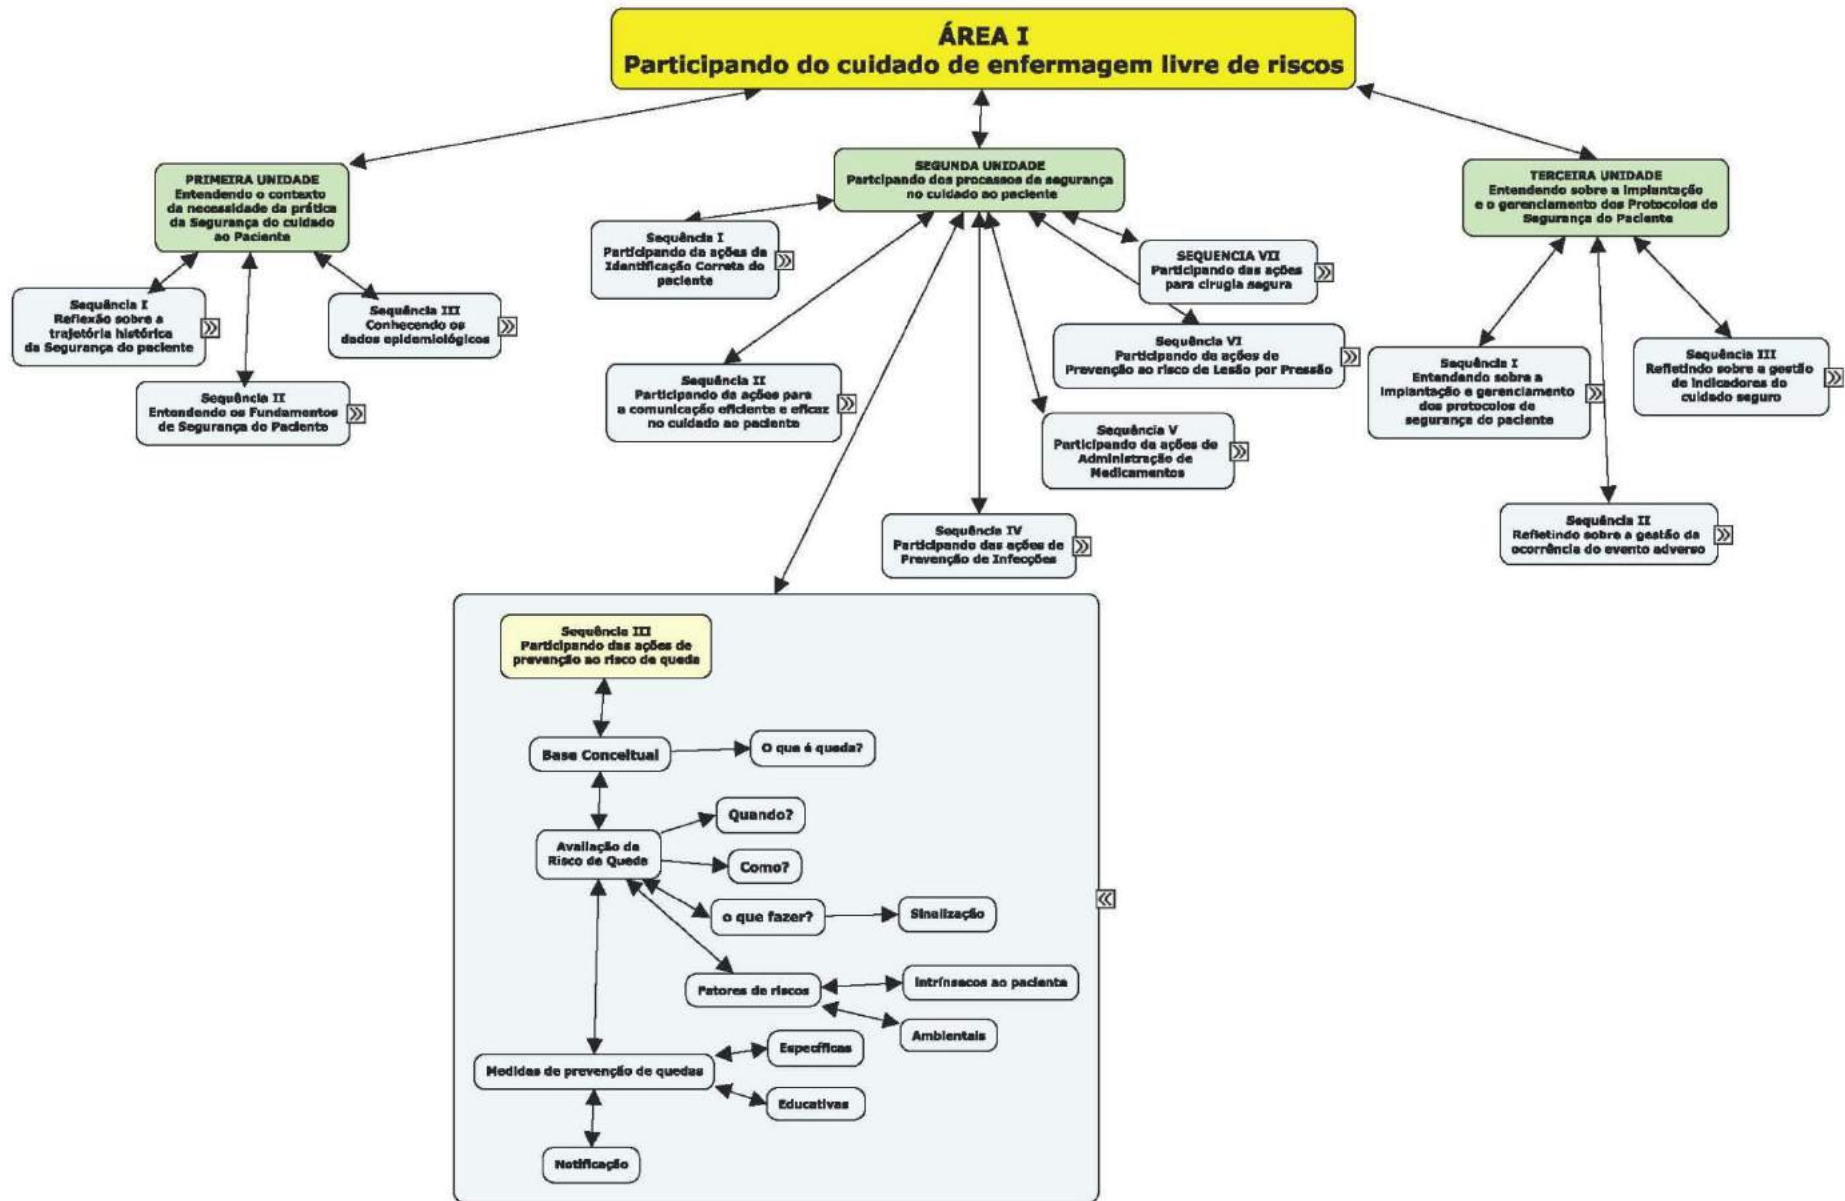 ÁREA I
Participando do cuidado de enfermagem livre de riscos
PRIMEIRA UNIDADE
Entendendo o contexto
da necessidade da prática
da Segurança do cuidado
ao Paciente
Sequência I
Reflexão sobre a
trajetória histórica
da Segurança do paciente
Sequência III
Conhecendo os
dados epidemiológicos
Sequência II
Entendendo os Fundamentos
de Segurança do Paciente
SEGUNDA UNIDADE
Partcipando dos processos de segurança
no cuidado ao paciente
Sequência I
Participando da ações da
Identificação Correta do
paciente
SEQUENCIA VII
Participando das ações
para cirugia segura
Sequência VI
Participando de ações de
Prevenção ao risco de Lesão por Pressão
Sequência II
Participando da ações para
a comunicação eficiente e eficaz
no cuidado ao paciente
Sequência V
Participando da ações de
Administração de
Medicamentos
Sequência IV
Participando das ações de
Prevenção de Infecções
TERCEIRA UNIDADE
Entendendo sobre a implantação
e o gerenciamento dos Protocolos de
Segurança do Paciente
Sequência I
Entendendo sobre a
implantação e gerenciamento
dos protocolos de
segurança do paciente
Sequência III
Refletindo sobre a gestão
de indicadores do
cuidado seguro
Sequência II
Refletindo sobre a gestão da
ocorrência do evento adverso
Sequência III
Participando das ações de
prevenção ao risco de queda
Base Conceitual
O que é queda?
Avaliação da
Risco de Queda
Quando?
Como?
o que fazer?
Sinalização
Fatores de riscos
Intrínsecos ao paciente
Ambientais
Medidas de prevenção de quedas
Específicas
Educativas
Notificação